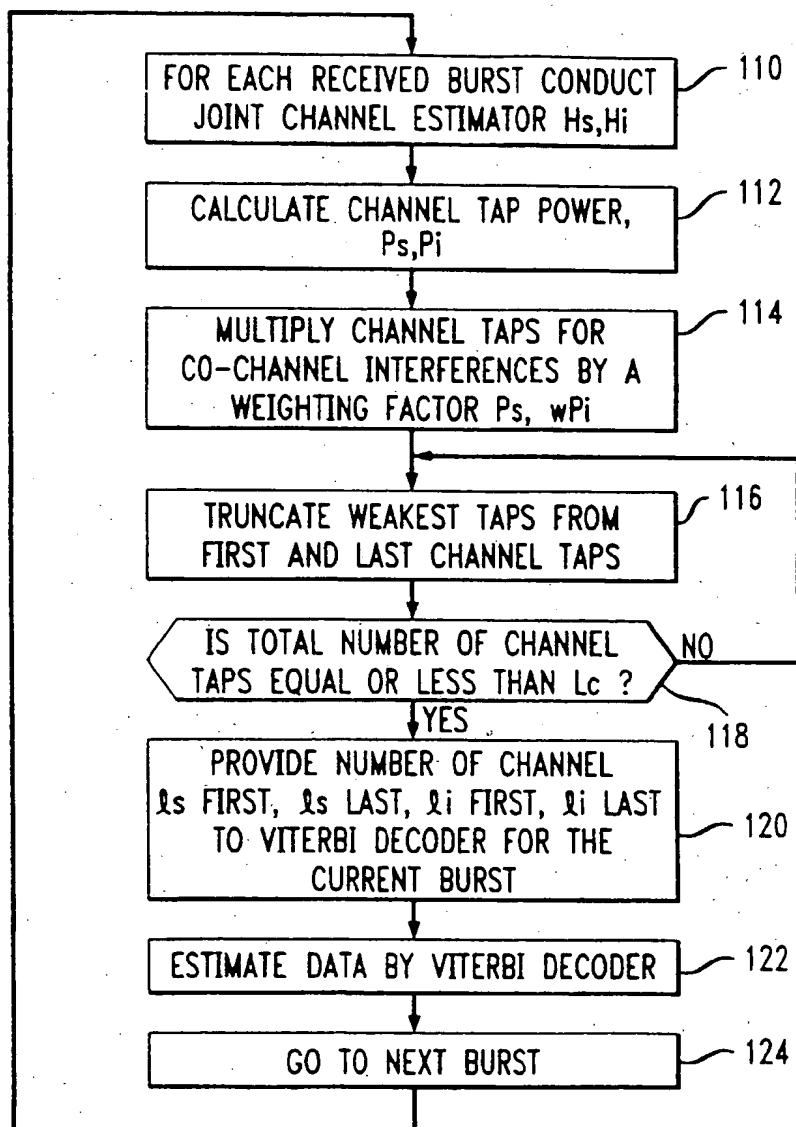 FOR EACH RECEIVED BURST CONDUCT
JOINT CHANNEL ESTIMATOR Hs,Hi
110
CALCULATE CHANNEL TAP POWER,
Ps,Pi
112
MULTIPLY CHANNEL TAPS FOR
CO-CHANNEL INTERFERENCES BY A
WEIGHTING FACTOR Ps, wPi
114
TRUNCATE WEAKEST TAPS FROM
FIRST AND LAST CHANNEL TAPS
116
IS TOTAL NUMBER OF CHANNEL
TAPS EQUAL OR LESS THAN Lc ?
NO
118
YES
PROVIDE NUMBER OF CHANNEL
ℓs FIRST, ℓs LAST, ℓi FIRST, ℓi LAST
TO VITERBI DECODER FOR THE
CURRENT BURST
120
ESTIMATE DATA BY VITERBI DECODER
122
GO TO NEXT BURST
124